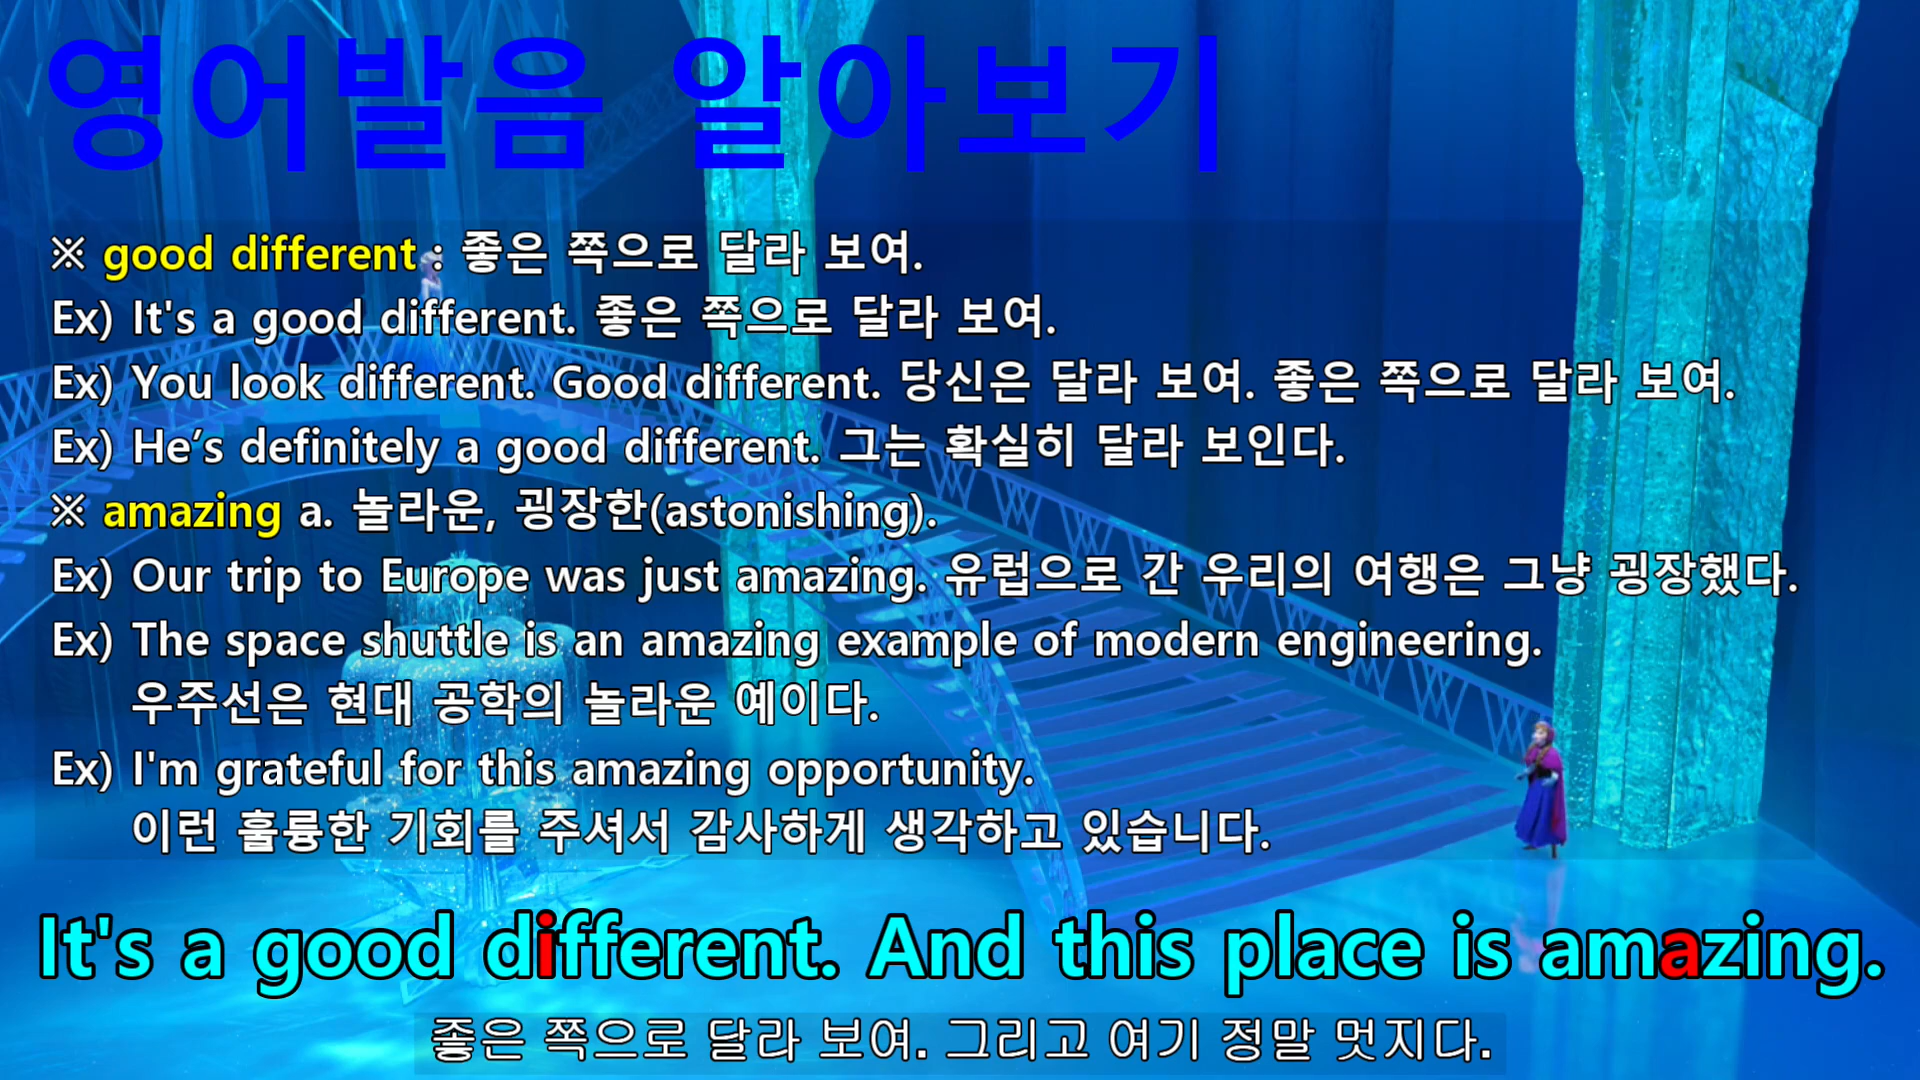 영어발음 알아보기
※ good different : 좋은 쪽으로 달라 보여.
Ex) It's a good different. 좋은 쪽으로 달라 보여.
Ex) You look different. Good different. 당신은 달라 보여. 좋은 쪽으로 달라 보여.
Ex) He’s definitely a good different. 그는 확실히 달라 보인다.
※ amazing a. 놀라운, 굉장한(astonishing).
Ex) Our trip to Europe was just amazing. 유럽으로 간 우리의 여행은 그냥 굉장했다.
Ex) The space shuttle is an amazing example of modern engineering.
우주선은 현대 공학의 놀라운 예이다.
Ex) I'm grateful for this amazing opportunity.
이런 훌륭한 기회를 주셔서 감사하게 생각하고 있습니다.
It's a good different. And this place is amazing.
좋은 쪽으로 달라 보여. 그리고 여기 정말 멋지다.